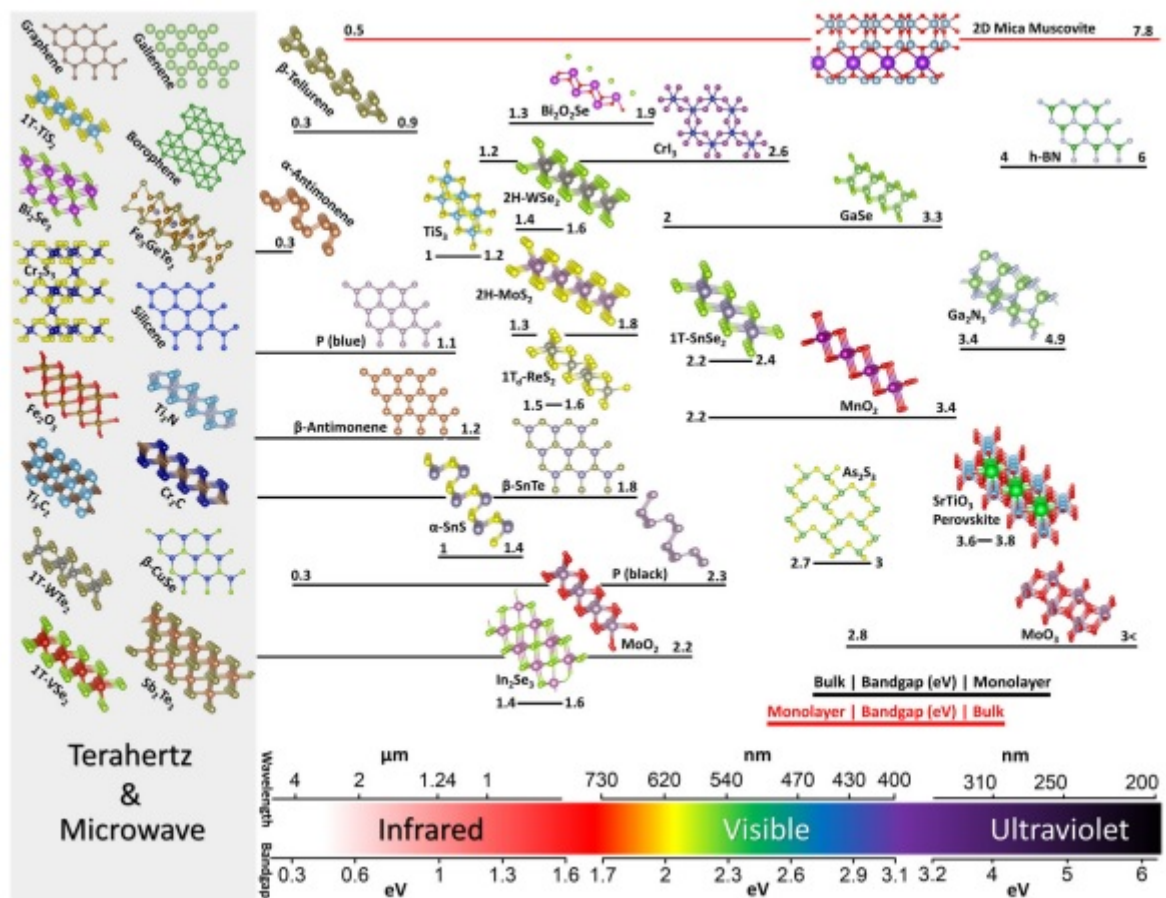 Graphene
Galienene
1T-TiS₂
Borophene
Bi₂Se₃
Fe₃GeTe₂
Cr₂S₃
Silicene
Fe₂O₃
Ti₂N
Ti₃C₂
Cr₂C
1T-WTe₂
β-CuSe
1T-VSe₂
Sb₂Te₃
Terahertz
&
Microwave
0.5 2D Mica Muscovite 7.8
β-Tellurene
0.3 0.9
Bi₂O₂Se
1.3 1.9
CrI₃
1.2 2.6
h-BN
4 6
α-Antimonene
0.3
TiS₃
1 1.2
2H-WSe₂
1.4 1.6
GaSe
2 3.3
2H-MoS₂
1.3 1.8
1T-SnSe₂
2.2 2.4
Ga₂N₃
3.4 4.9
P (blue)
1.1
1Td-ReS₂
1.5 1.6
MnO₂
2.2 3.4
β-Antimonene
1.2
β-SnTe
1.8
α-SnS
1 1.4
As₂S₃
2.7 3
SrTiO₃
Perovskite
3.6 3.8
P (black)
0.3 2.3
MoO₂
2.2
MoO₃
2.8 3<
In₂Se₃
1.4 1.6
Bulk | Bandgap (eV) | Monolayer
Monolayer | Bandgap (eV) | Bulk
Wavelength
μm nm nm
4 2 1.24 1 730 620 540 470 430 400 310 250 200
Infrared Visible Ultraviolet
Bandgap
0.3 0.6 1 1.3 1.6 1.7 2 2.3 2.6 2.9 3.1 3.2 4 5 6
eV eV eV